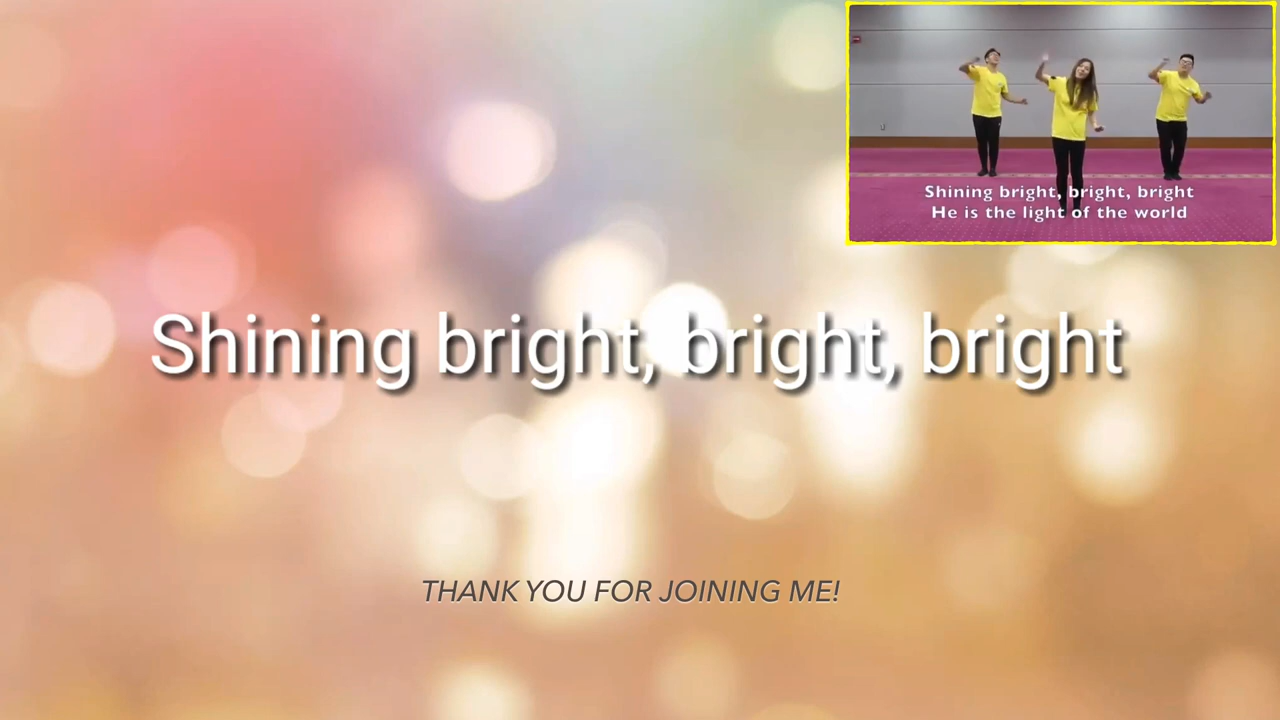 Shining bright, bright, bright
He is the light of the world
Shining bright, bright, bright
THANK YOU FOR JOINING ME!